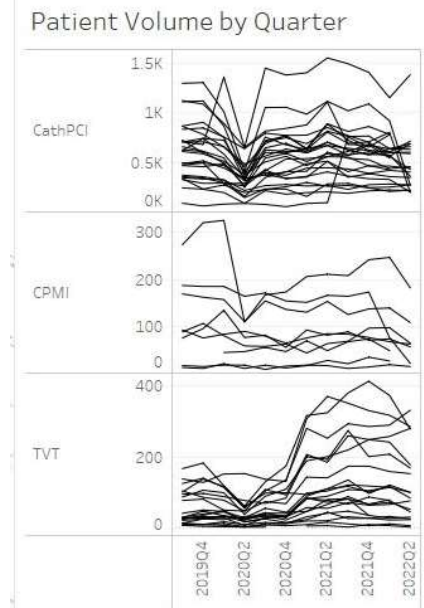 Patient Volume by Quarter
1.5K
1K
CathPCI
0.5K
0K
300
200
CPMI
100
0
400
TVT
200
0
2019Q4
2020Q2
2020Q4
2021Q2
2021Q4
2022Q2